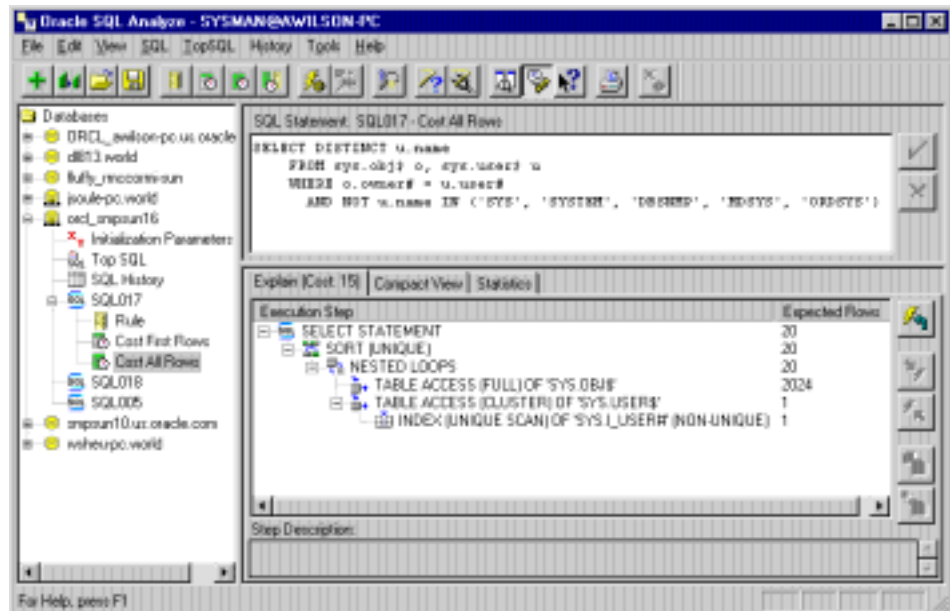 Oracle SQL Analyze - SYSMAN@AWILSON-PC
File Edit View SQL TopSQL History Tools Help
Databases
ORCL_awilson-pc.us.oracle
dl813.world
fluffy_rmccormi-sun
jsoule-pc.world
orcl_smpsun16
Initialization Parameters
Top SQL
SQL History
SQL017
Rule
Cost First Rows
Cost All Rows
SQL018
SQL005
smpsun10.us.oracle.com
wsheu-pc.world
SQL Statement: SQL017 - Cost All Rows
SELECT DISTINCT u.name
FROM sys.obj$ o, sys.user$ u
WHERE o.owner# = u.user#
AND NOT u.name IN ('SYS', 'SYSTEM', 'DBSNMP', 'MDSYS', 'ORDSYS')
Explain (Cost: 15) Compact View Statistics
Execution Step Expected Rows
SELECT STATEMENT 20
SORT (UNIQUE) 20
NESTED LOOPS 20
TABLE ACCESS (FULL) OF 'SYS.OBJ$' 2024
TABLE ACCESS (CLUSTER) OF 'SYS.USER$' 1
INDEX (UNIQUE SCAN) OF 'SYS.I_USER#' (NON-UNIQUE) 1
Step Description:
For Help, press F1